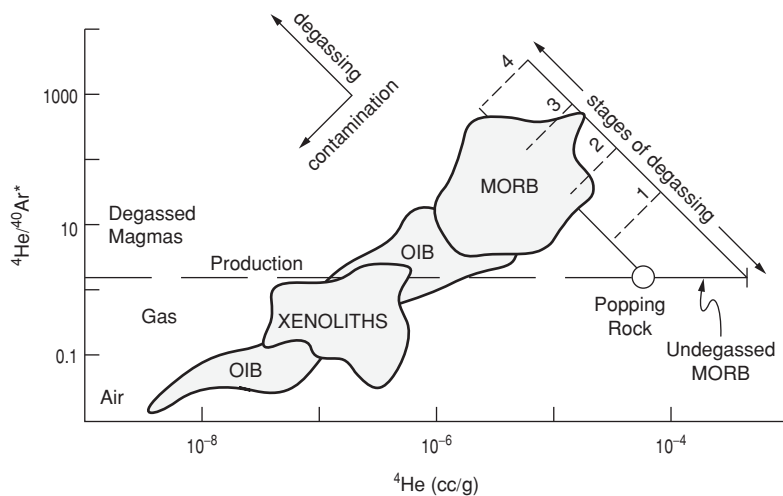 degassing
contamination
stages of degassing
4
3
2
1
1000
10
0.1
⁴He/⁴⁰Ar*
Degassed
Magmas
Production
Gas
Air
MORB
OIB
XENOLITHS
OIB
Popping
Rock
Undegassed
MORB
10⁻⁸
10⁻⁶
10⁻⁴
⁴He (cc/g)